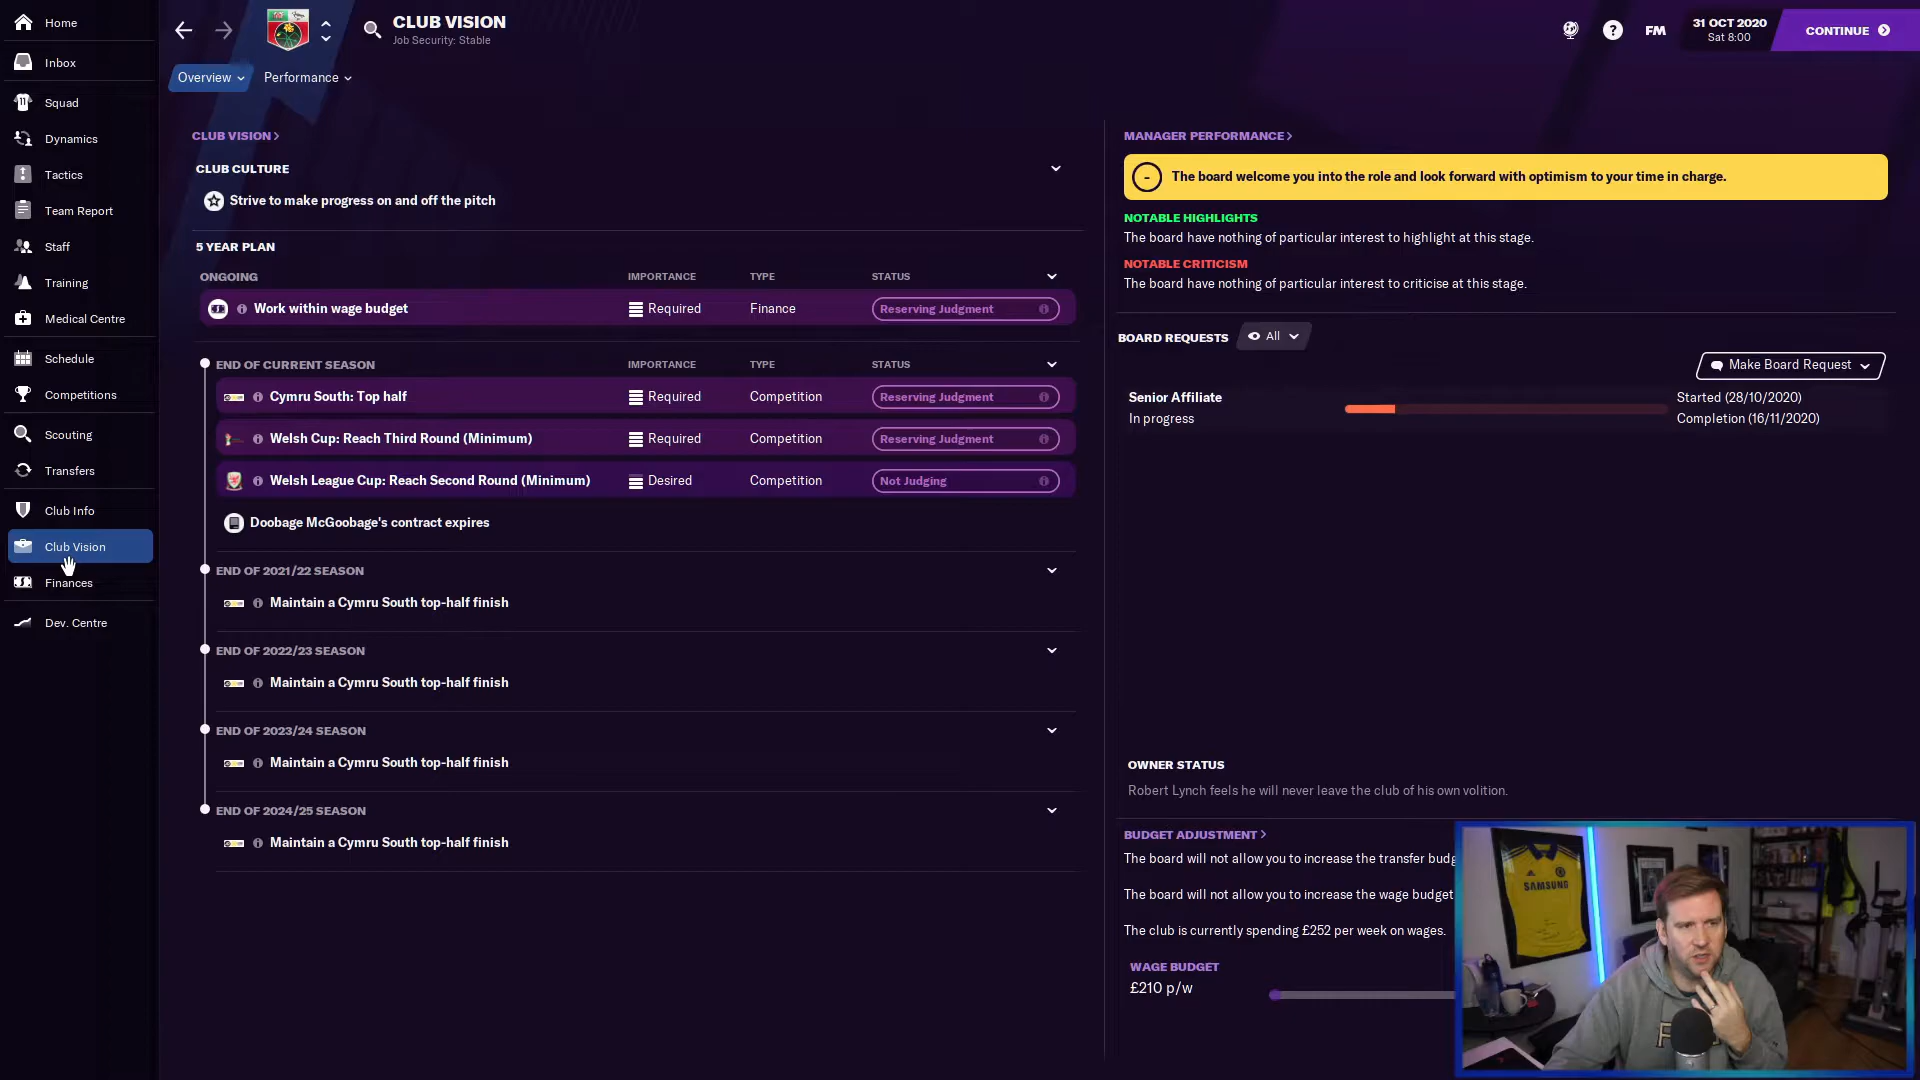 Home
Inbox
Squad
Dynamics
Tactics
Team Report
Staff
Training
Medical Centre
Schedule
Competitions
Scouting
Transfers
Club Info
Club Vision
Finances
Dev. Centre
CLUB VISION
Job Security: Stable
FM
31 OCT 2020
Sat 8:00
CONTINUE
Overview
Performance
CLUB VISION
CLUB CULTURE
Strive to make progress on and off the pitch
5 YEAR PLAN
ONGOING IMPORTANCE TYPE STATUS
Work within wage budget Required Finance Reserving Judgment
END OF CURRENT SEASON IMPORTANCE TYPE STATUS
Cymru South: Top half Required Competition Reserving Judgment
Welsh Cup: Reach Third Round (Minimum) Required Competition Reserving Judgment
Welsh League Cup: Reach Second Round (Minimum) Desired Competition Not Judging
Doobage McGoobage's contract expires
END OF 2021/22 SEASON
Maintain a Cymru South top-half finish
END OF 2022/23 SEASON
Maintain a Cymru South top-half finish
END OF 2023/24 SEASON
Maintain a Cymru South top-half finish
END OF 2024/25 SEASON
Maintain a Cymru South top-half finish
MANAGER PERFORMANCE
The board welcome you into the role and look forward with optimism to your time in charge.
NOTABLE HIGHLIGHTS
The board have nothing of particular interest to highlight at this stage.
NOTABLE CRITICISM
The board have nothing of particular interest to criticise at this stage.
BOARD REQUESTS All
Make Board Request
Senior Affiliate Started (28/10/2020)
In progress Completion (16/11/2020)
OWNER STATUS
Robert Lynch feels he will never leave the club of his own volition.
BUDGET ADJUSTMENT
The board will not allow you to increase the transfer budg
The board will not allow you to increase the wage budget
The club is currently spending £252 per week on wages.
WAGE BUDGET
£210 p/w
SAMSUNG